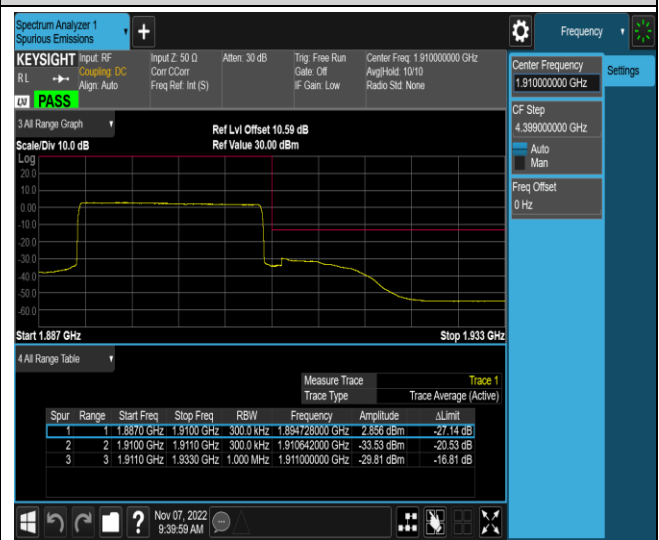 Spectrum Analyzer 1
Spurious Emissions
+
Frequency
KEYSIGHT
RL
Input: RF
Coupling: DC
Align: Auto
Input Z: 50 Ω
Corr CCorr
Freq Ref: Int (S)
Atten: 30 dB
Trig: Free Run
Gate: Off
IF Gain: Low
Center Freq: 1.910000000 GHz
Avg|Hold: 10/10
Radio Std: None
LXI PASS
Center Frequency
1.910000000 GHz
Settings
CF Step
4.399000000 GHz
Auto
Man
Freq Offset
0 Hz
3 All Range Graph
Scale/Div 10.0 dB
Ref Lvl Offset 10.59 dB
Ref Value 30.00 dBm
Log
20.0
10.0
0.00
-10.0
-20.0
-30.0
-40.0
-50.0
-60.0
Start 1.887 GHz
Stop 1.933 GHz
4 All Range Table
Measure Trace Trace 1
Trace Type Trace Average (Active)
Spur Range Start Freq Stop Freq RBW Frequency Amplitude ΔLimit
1 1 1.8870 GHz 1.9100 GHz 300.0 kHz 1.894728000 GHz 2.856 dBm -27.14 dB
2 2 1.9100 GHz 1.9110 GHz 300.0 kHz 1.910642000 GHz -33.53 dBm -20.53 dB
3 3 1.9110 GHz 1.9330 GHz 1.000 MHz 1.911000000 GHz -29.81 dBm -16.81 dB
?
Nov 07, 2022
9:39:59 AM